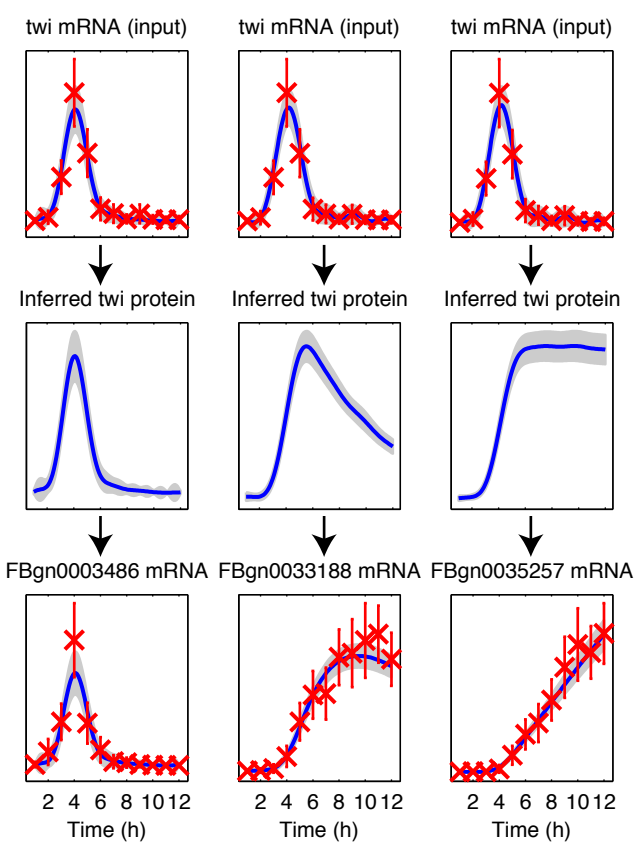 twi mRNA (input) twi mRNA (input) twi mRNA (input)
Inferred twi protein Inferred twi protein Inferred twi protein
FBgn0003486 mRNA FBgn0033188 mRNA FBgn0035257 mRNA
2 4 6 8 10 12 2 4 6 8 10 12 2 4 6 8 10 12
Time (h) Time (h) Time (h)